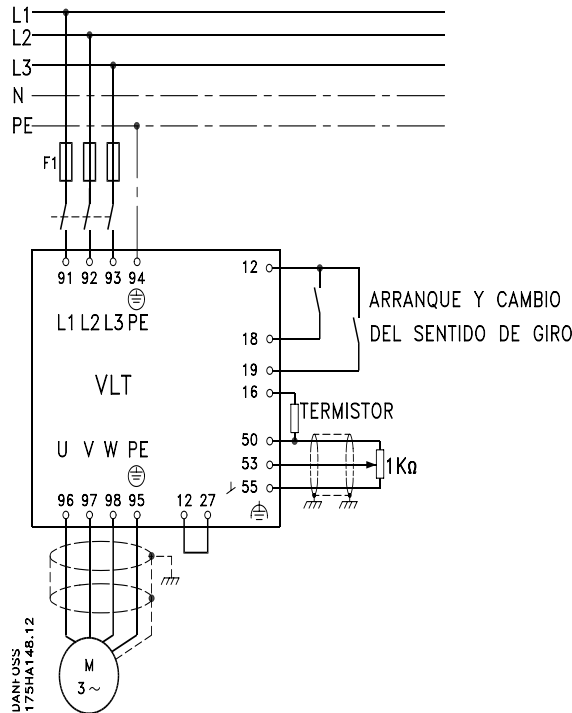 L1
L2
L3
N
PE
F1
91 92 93 94
L1 L2 L3 PE
12
18
19
16
50
53
55
ARRANQUE Y CAMBIO
DEL SENTIDO DE GIRO
TERMISTOR
1KΩ
VLT
U V W PE
96 97 98 95
12 27
M
3~
DANFOSS
175HA148.12